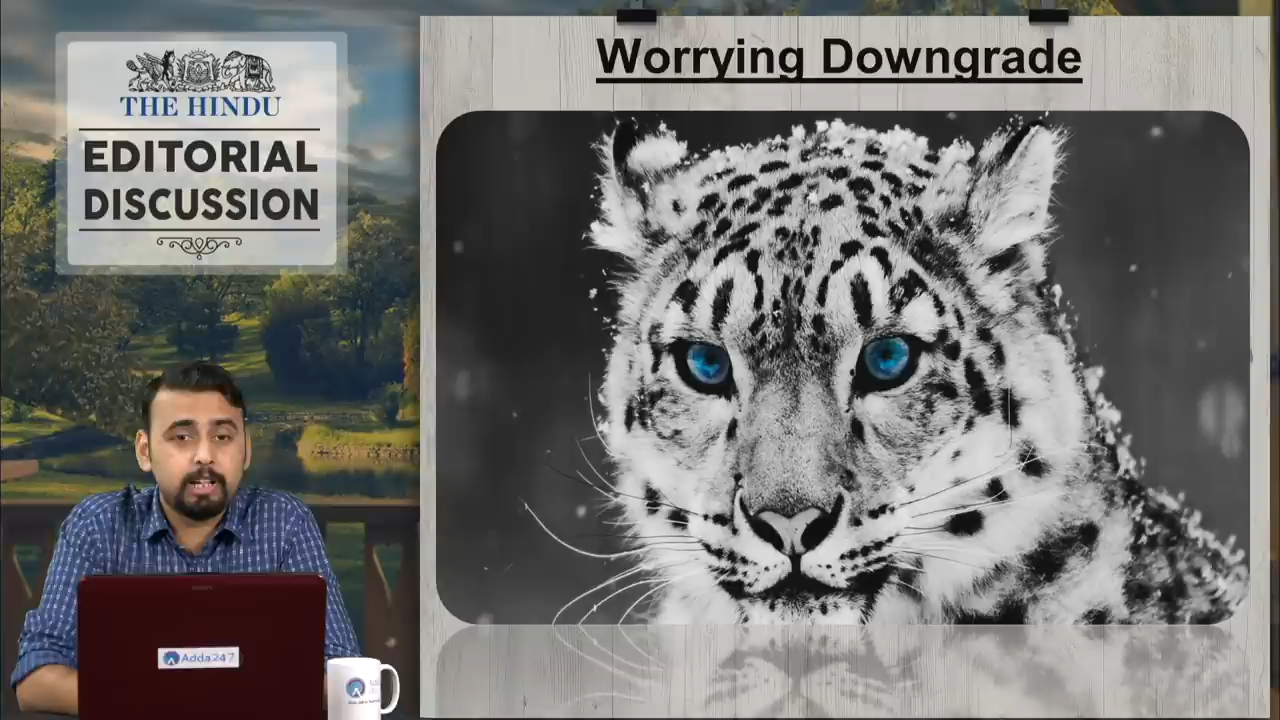 THE HINDU
EDITORIAL
DISCUSSION
Worrying Downgrade
Adda247